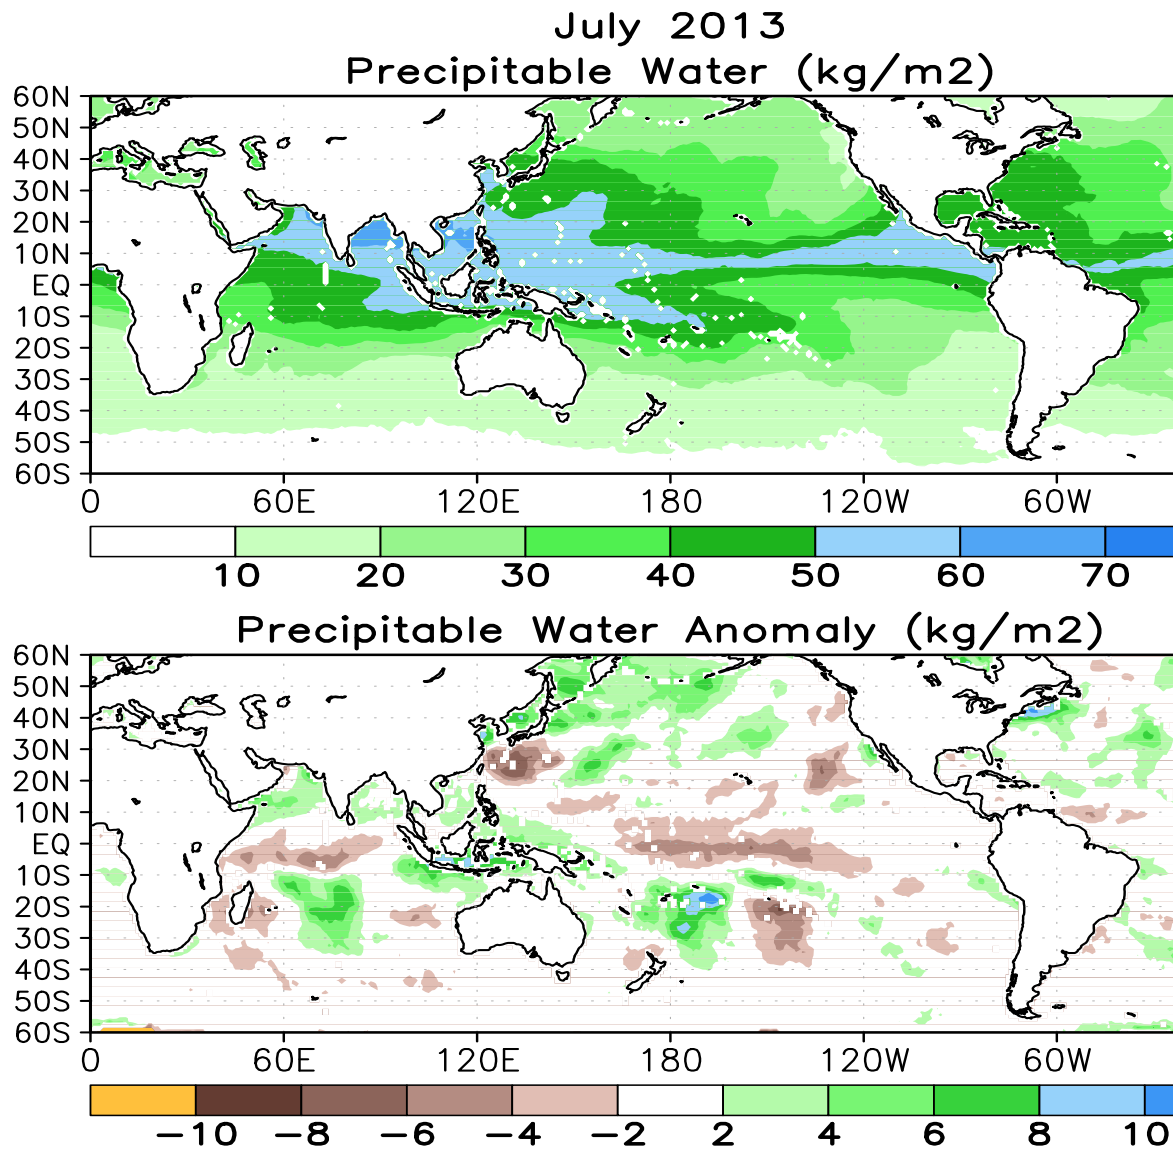 July 2013
Precipitable Water (kg/m2)
60N
50N
40N
30N
20N
10N
EQ
10S
20S
30S
40S
50S
60S
0 60E 120E 180 120W 60W
10 20 30 40 50 60 70
Precipitable Water Anomaly (kg/m2)
60N
50N
40N
30N
20N
10N
EQ
10S
20S
30S
40S
50S
60S
0 60E 120E 180 120W 60W
−10 −8 −6 −4 −2 2 4 6 8 10